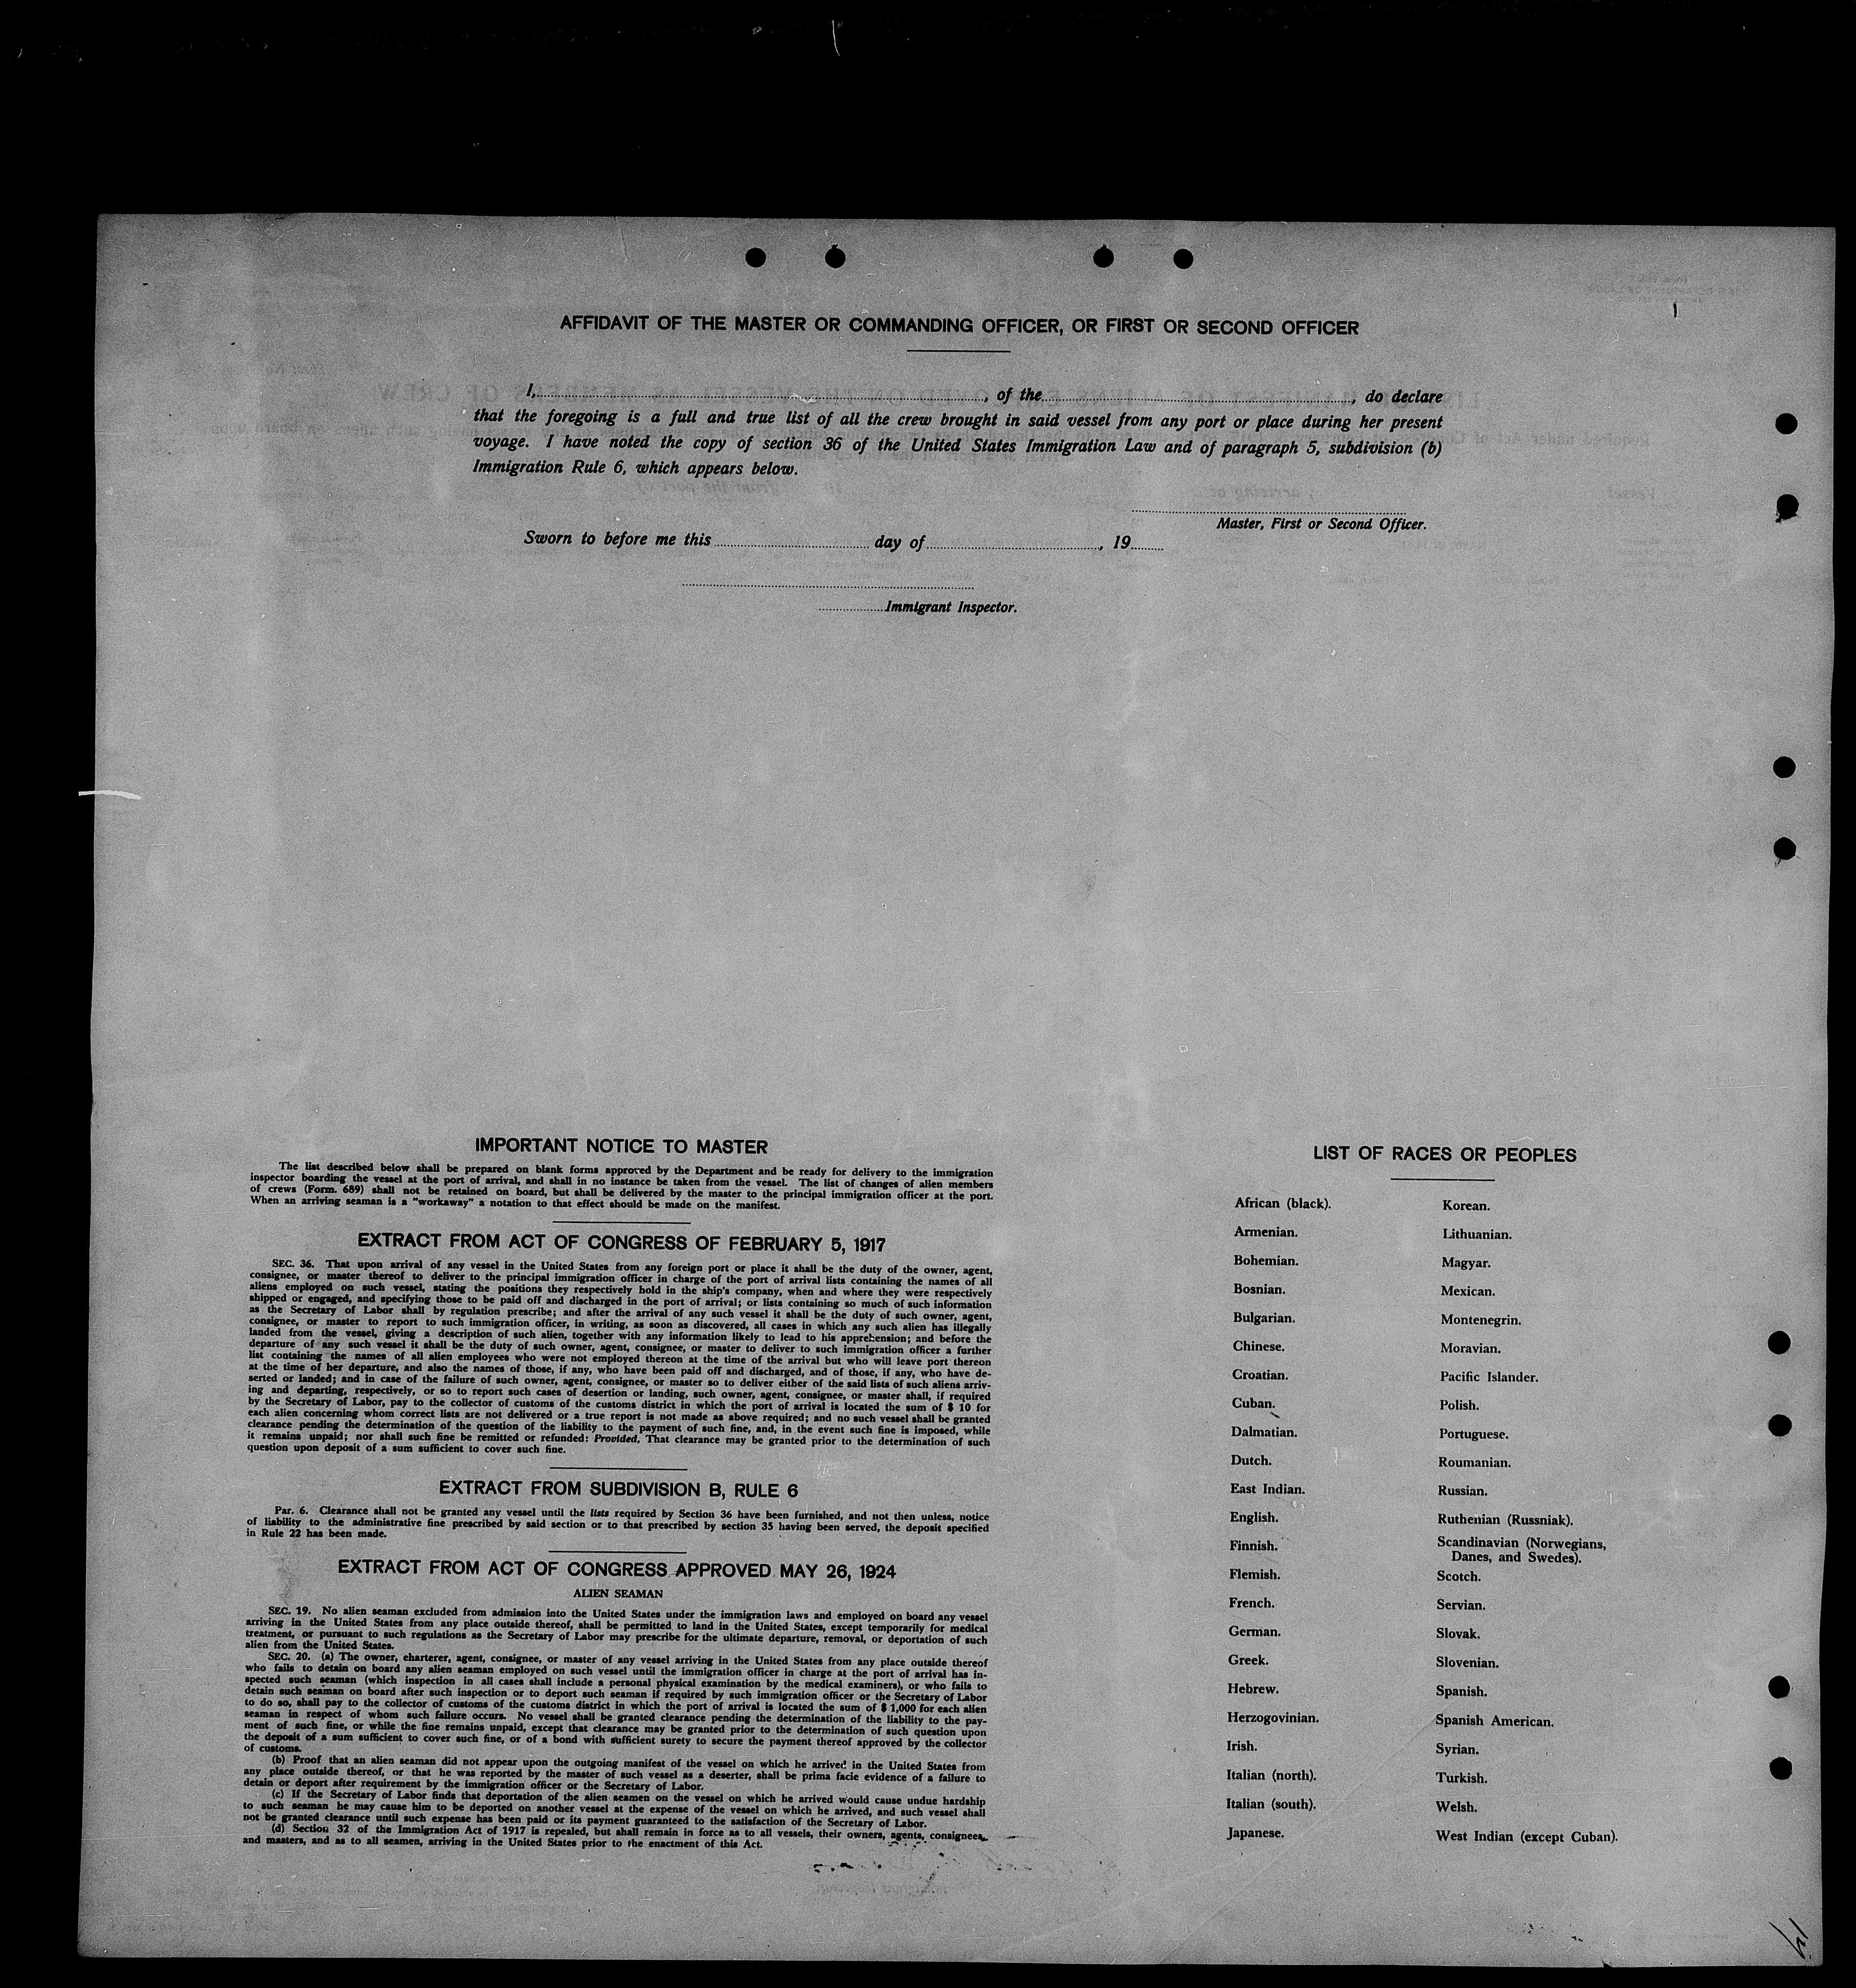 AFFIDAVIT OF THE MASTER OR COMMANDING OFFICER, OR FIRST OR SECOND OFFICER
I, , of the , do declare
that the foregoing is a full and true list of all the crew brought in said vessel from any port or place during her present
voyage. I have noted the copy of section 36 of the United States Immigration Law and of paragraph 5, subdivision (b)
Immigration Rule 6, which appears below.
Master, First or Second Officer.
Sworn to before me this day of , 19
Immigrant Inspector.
IMPORTANT NOTICE TO MASTER
The list described below shall be prepared on blank forms approved by the Department and be ready for delivery to the immigration
inspector boarding the vessel at the port of arrival, and shall in no instance be taken from the vessel. The list of changes of alien members
of crews (Form. 689) shall not be retained on board, but shall be delivered by the master to the principal immigration officer at the port.
When an arriving seaman is a "workaway" a notation to that effect should be made on the manifest.
EXTRACT FROM ACT OF CONGRESS OF FEBRUARY 5, 1917
SEC. 36. That upon arrival of any vessel in the United States from any foreign port or place it shall be the duty of the owner, agent,
consignee, or master thereof to deliver to the principal immigration officer in charge of the port of arrival lists containing the names of all
aliens employed on such vessel, stating the positions they respectively hold in the ship's company, when and where they were respectively
shipped or engaged, and specifying those to be paid off and discharged in the port of arrival; or lists containing so much of such information
as the Secretary of Labor shall by regulation prescribe; and after the arrival of any such vessel it shall be the duty of such owner, agent,
consignee, or master to report to such immigration officer, in writing, as soon as discovered, all cases in which any such alien has illegally
landed from the vessel, giving a description of such alien, together with any information likely to lead to his apprehension; and before the
departure of any such vessel it shall be the duty of such owner, agent, consignee, or master to deliver to such immigration officer a further
list containing the names of all alien employees who were not employed thereon at the time of the arrival but who will leave port thereon
at the time of her departure, and also the names of those, if any, who have been paid off and discharged, and of those, if any, who have de-
serted or landed; and in case of the failure of such owner, agent, consignee, or master so to deliver either of the said lists of such aliens arriv-
ing and departing, respectively, or so to report such cases of desertion or landing, such owner, agent, consignee, or master shall, if required
by the Secretary of Labor, pay to the collector of customs of the customs district in which the port of arrival is located the sum of $ 10 for
each alien concerning whom correct lists are not delivered or a true report is not made as above required; and no such vessel shall be granted
clearance pending the determination of the question of the liability to the payment of such fine, and, in the event such fine is imposed, while
it remains unpaid; nor shall such fine be remitted or refunded: Provided, That clearance may be granted prior to the determination of such
question upon deposit of a sum sufficient to cover such fine.
EXTRACT FROM SUBDIVISION B, RULE 6
Par. 6. Clearance shall not be granted any vessel until the lists required by Section 36 have been furnished, and not then unless, notice
of liability to the administrative fine prescribed by said section or to that prescribed by section 35 having been served, the deposit specified
in Rule 22 has been made.
EXTRACT FROM ACT OF CONGRESS APPROVED MAY 26, 1924
ALIEN SEAMAN
SEC. 19. No alien seaman excluded from admission into the United States under the immigration laws and employed on board any vessel
arriving in the United States from any place outside thereof, shall be permitted to land in the United States, except temporarily for medical
treatment, or pursuant to such regulations as the Secretary of Labor may prescribe for the ultimate departure, removal, or deportation of such
alien from the United States.
SEC. 20. (a) The owner, charterer, agent, consignee, or master of any vessel arriving in the United States from any place outside thereof
who fails to detain on board any alien seaman employed on such vessel until the immigration officer in charge at the port of arrival has in-
spected such seaman (which inspection in all cases shall include a personal physical examination by the medical examiners), or who fails to
detain such seaman on board after such inspection or to deport such seaman if required by such immigration officer or the Secretary of Labor
to do so, shall pay to the collector of customs of the customs district in which the port of arrival is located the sum of $ 1,000 for each alien
seaman in respect of whom such failure occurs. No vessel shall be granted clearance pending the determination of the liability to the pay-
ment of such fine, or while the fine remains unpaid, except that clearance may be granted prior to the determination of such question upon
the deposit of a sum sufficient to cover such fine, or of a bond with sufficient surety to secure the payment thereof approved by the collector
of customs.
(b) Proof that an alien seaman did not appear upon the outgoing manifest of the vessel on which he arrived in the United States from
any place outside thereof, or that he was reported by the master of such vessel as a deserter, shall be prima facie evidence of a failure to
detain or deport after requirement by the immigration officer or the Secretary of Labor.
(c) If the Secretary of Labor finds that deportation of the alien seamen on the vessel on which he arrived would cause undue hardship
to such seaman he may cause him to be deported on another vessel at the expense of the vessel on which he arrived, and such vessel shall
not be granted clearance until such expense has been paid or its payment guaranteed to the satisfaction of the Secretary of Labor.
(d) Section 32 of the Immigration Act of 1917 is repealed, but shall remain in force as to all vessels, their owners, agents, consignees,
and masters, and as to all seamen, arriving in the United States prior to the enactment of this Act.
LIST OF RACES OR PEOPLES
African (black).
Armenian.
Bohemian.
Bosnian.
Bulgarian.
Chinese.
Croatian.
Cuban.
Dalmatian.
Dutch.
East Indian.
English.
Finnish.
Flemish.
French.
German.
Greek.
Hebrew.
Herzogovinian.
Irish.
Italian (north).
Italian (south).
Japanese.
Korean.
Lithuanian.
Magyar.
Mexican.
Montenegrin.
Moravian.
Pacific Islander.
Polish.
Portuguese.
Roumanian.
Russian.
Ruthenian (Russniak).
Scandinavian (Norwegians,
Danes, and Swedes).
Scotch.
Servian.
Slovak.
Slovenian.
Spanish.
Spanish American.
Syrian.
Turkish.
Welsh.
West Indian (except Cuban).